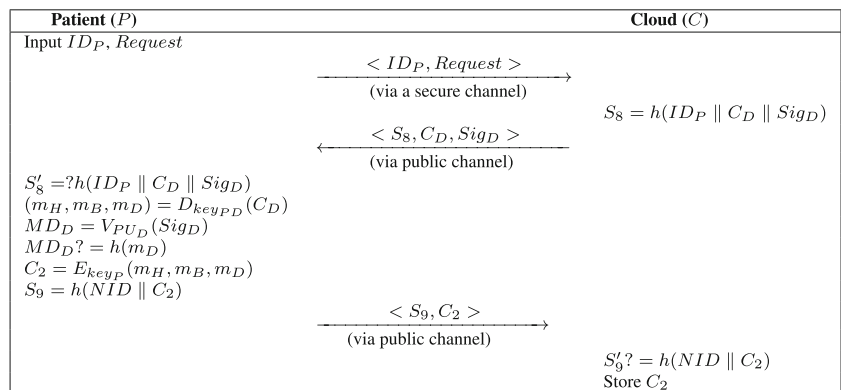 Patient (P) Cloud (C)
Input ID_P, Request
< ID_P, Request >
(via a secure channel)
S_8 = h(ID_P ∥ C_D ∥ Sig_D)
< S_8, C_D, Sig_D >
(via public channel)
S'_8 =?h(ID_P ∥ C_D ∥ Sig_D)
(m_H, m_B, m_D) = D_{key_{PD}}(C_D)
MD_D = V_{PU_D}(Sig_D)
MD_D? = h(m_D)
C_2 = E_{key_P}(m_H, m_B, m_D)
S_9 = h(NID ∥ C_2)
< S_9, C_2 >
(via public channel)
S'_9? = h(NID ∥ C_2)
Store C_2